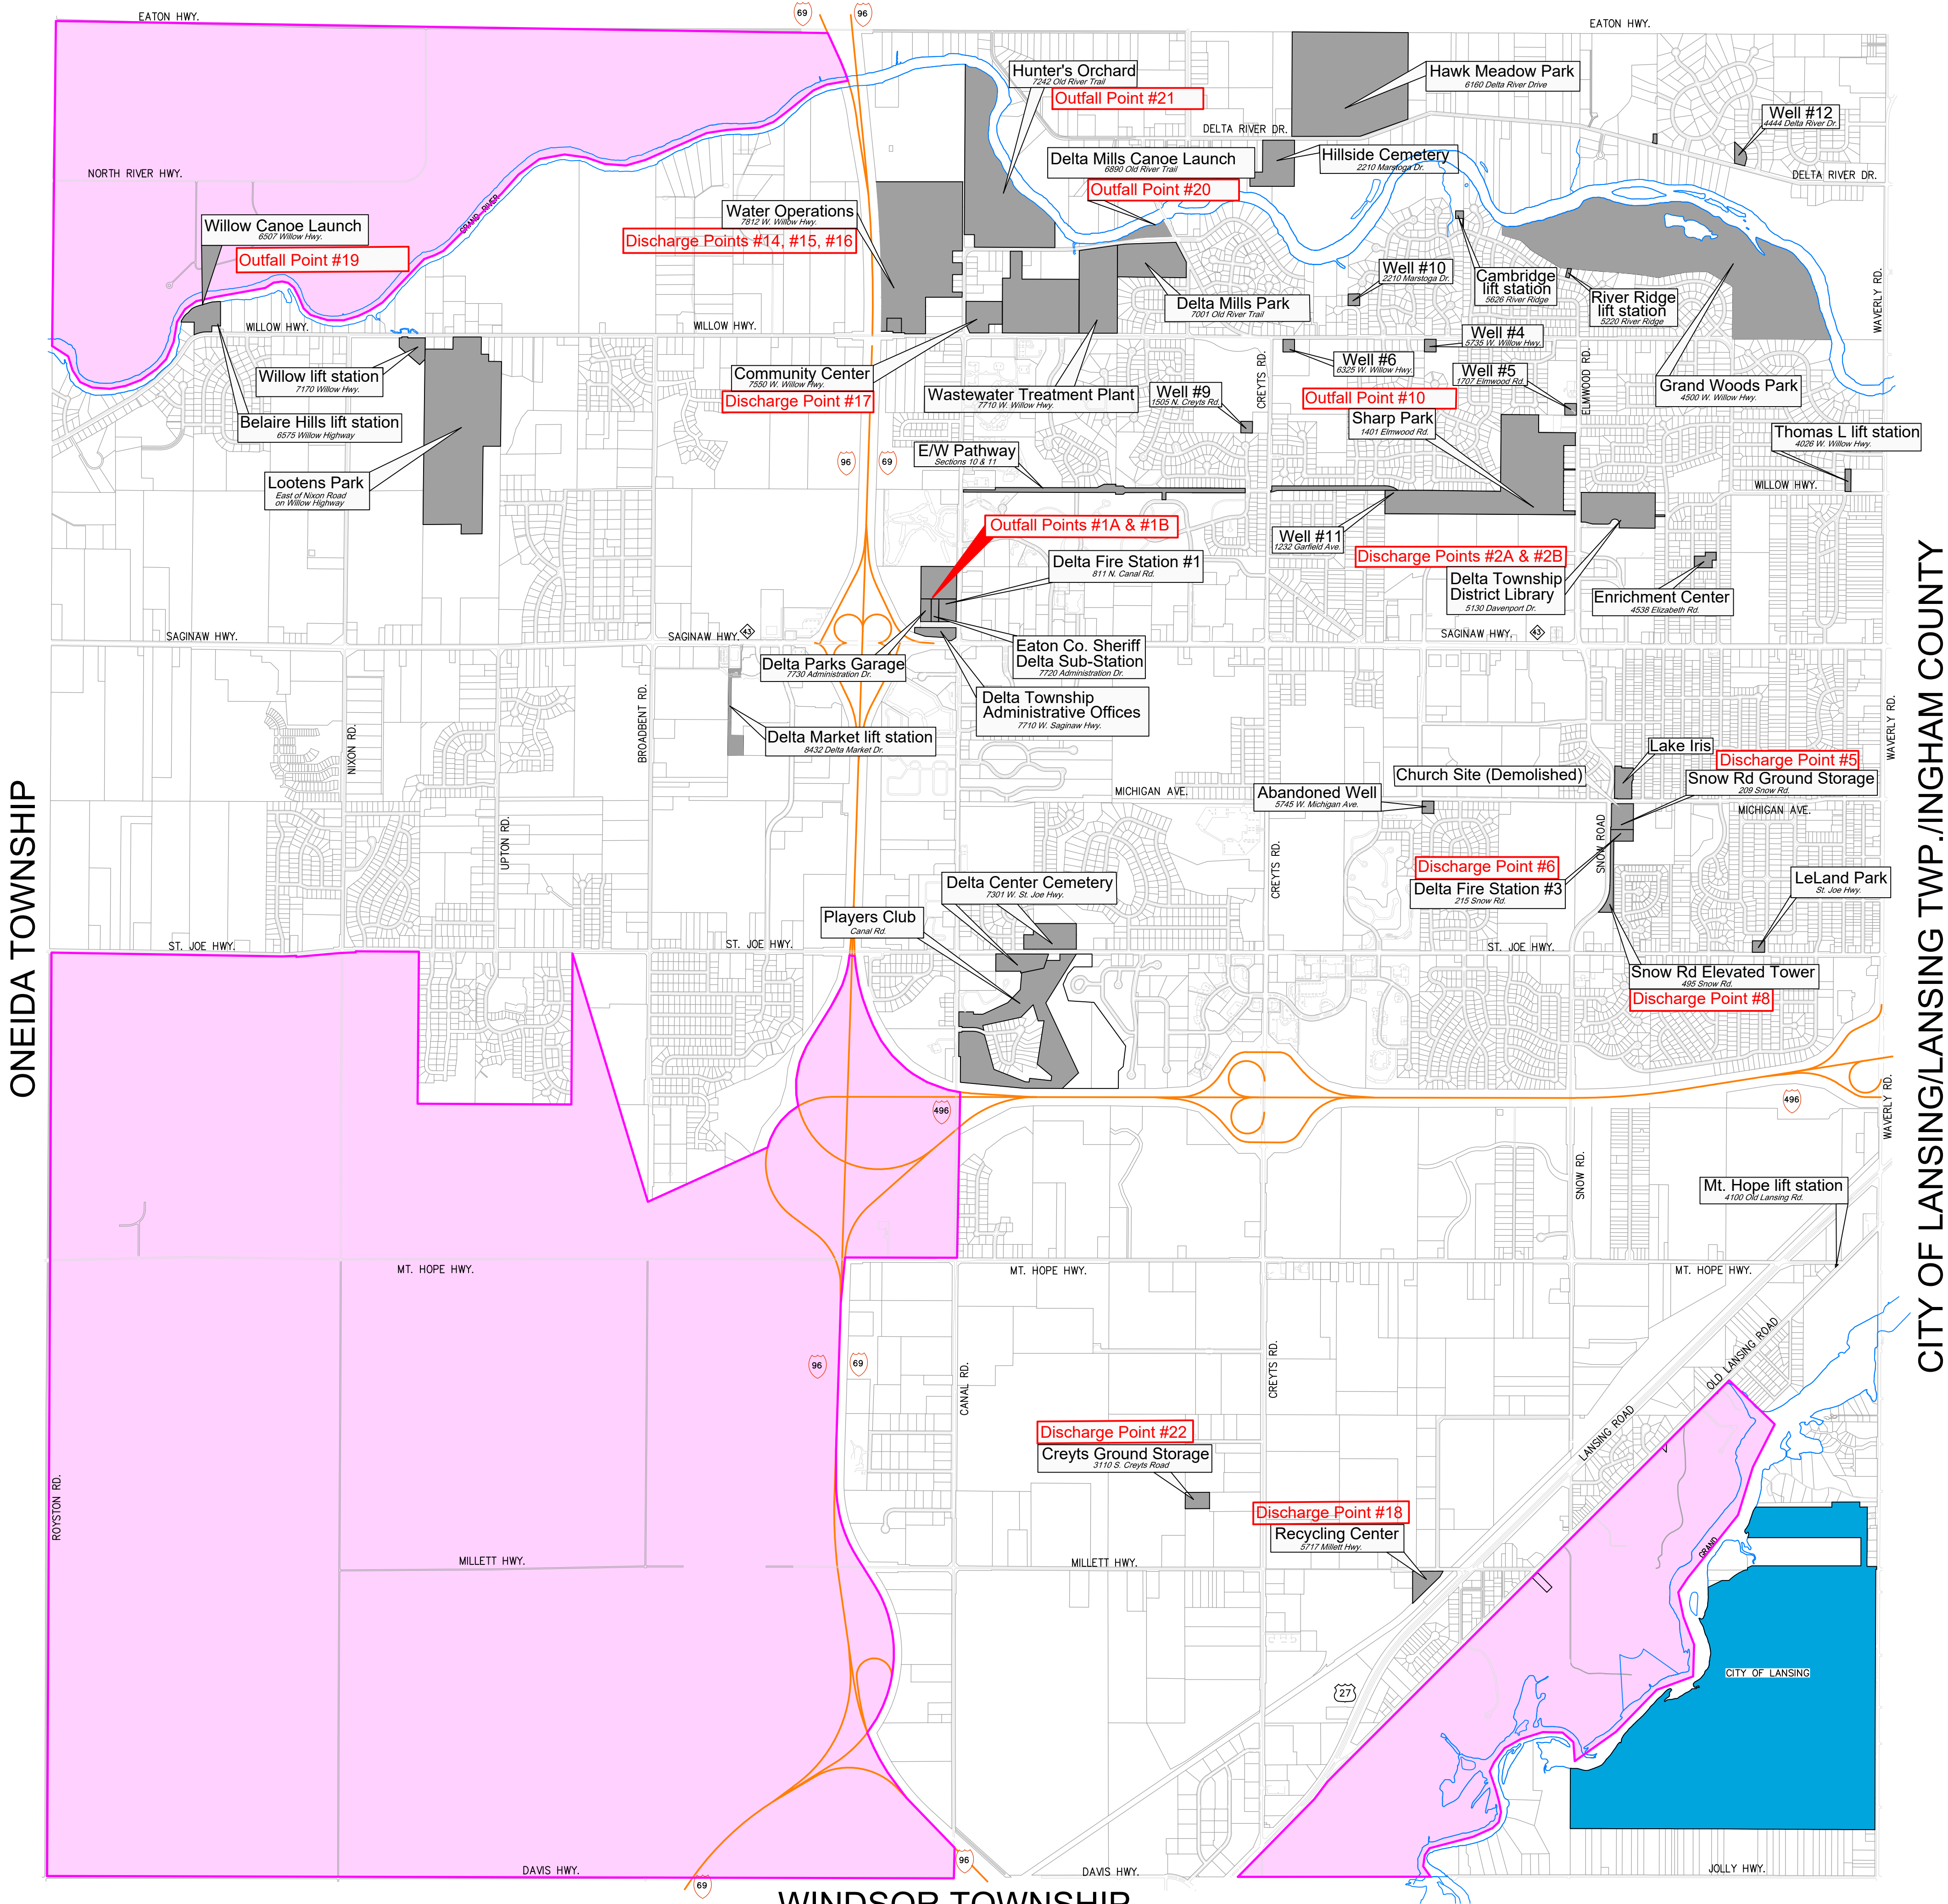 EATON HWY.
69
96
EATON HWY.
Hunter's Orchard
7242 Old River Trail
Outfall Point #21
Hawk Meadow Park
6160 Delta River Drive
Well #12
4444 Delta River Dr.
DELTA RIVER DR.
DELTA RIVER DR.
Delta Mills Canoe Launch
6890 Old River Trail
Outfall Point #20
Hillside Cemetery
2210 Marstoga Dr.
NORTH RIVER HWY.
GRAND RIVER
Willow Canoe Launch
6507 Willow Hwy.
Outfall Point #19
Water Operations
7812 W. Willow Hwy.
Discharge Points #14, #15, #16
Well #10
2210 Marstoga Dr.
Cambridge
lift station
5626 River Ridge
River Ridge
lift station
5220 River Ridge
Delta Mills Park
7001 Old River Trail
WAVERLY RD.
WILLOW HWY.
WILLOW HWY.
Well #4
5735 W. Willow Hwy.
Well #6
6325 W. Willow Hwy.
Well #5
1707 Elmwood Rd.
CREYTS RD.
ELMWOOD RD.
Willow lift station
7170 Willow Hwy.
Community Center
7550 W. Willow Hwy.
Discharge Point #17
Wastewater Treatment Plant
7710 W. Willow Hwy.
Well #9
1505 N. Creyts Rd.
Outfall Point #10
Sharp Park
1401 Elmwood Rd.
Grand Woods Park
4500 W. Willow Hwy.
Belaire Hills lift station
6575 Willow Highway
Thomas L lift station
4026 W. Willow Hwy.
E/W Pathway
Sections 10 & 11
96
69
Lootens Park
East of Nixon Road
on Willow Highway
WILLOW HWY.
Outfall Points #1A & #1B
Well #11
1232 Garfield Ave.
Discharge Points #2A & #2B
Delta Township
District Library
5130 Davenport Dr.
Delta Fire Station #1
811 N. Canal Rd.
Enrichment Center
4538 Elizabeth Rd.
SAGINAW HWY.
SAGINAW HWY.
43
SAGINAW HWY.
43
Eaton Co. Sheriff
Delta Sub-Station
7720 Administration Dr.
Delta Parks Garage
7730 Administration Dr.
Delta Township
Administrative Offices
7710 W. Saginaw Hwy.
NIXON RD.
BROADBENT RD.
WAVERLY RD.
Delta Market lift station
8432 Delta Market Dr.
Lake Iris
Discharge Point #5
Church Site (Demolished)
Snow Rd Ground Storage
209 Snow Rd.
MICHIGAN AVE.
Abandoned Well
5745 W. Michigan Ave.
MICHIGAN AVE.
UPTON RD.
CREYTS RD.
SNOW ROAD
Discharge Point #6
Delta Fire Station #3
215 Snow Rd.
LeLand Park
St. Joe Hwy.
Delta Center Cemetery
7301 W. St. Joe Hwy.
Players Club
Canal Rd.
ST. JOE HWY.
ST. JOE HWY.
ST. JOE HWY.
Snow Rd Elevated Tower
495 Snow Rd.
Discharge Point #8
ONEIDA TOWNSHIP
CITY OF LANSING/LANSING TWP./INGHAM COUNTY
496
496
WAVERLY RD.
SNOW RD.
Mt. Hope lift station
4100 Old Lansing Rd.
MT. HOPE HWY.
MT. HOPE HWY.
MT. HOPE HWY.
96
69
CANAL RD.
CREYTS RD.
OLD LANSING ROAD
LANSING ROAD
Discharge Point #22
Creyts Ground Storage
3110 S. Creyts Road
ROYSTON RD.
Discharge Point #18
Recycling Center
5717 Millett Hwy.
MILLETT HWY.
MILLETT HWY.
GRAND
CITY OF LANSING
27
DAVIS HWY.
69
96
DAVIS HWY.
JOLLY HWY.
WINDSOR TOWNSHIP